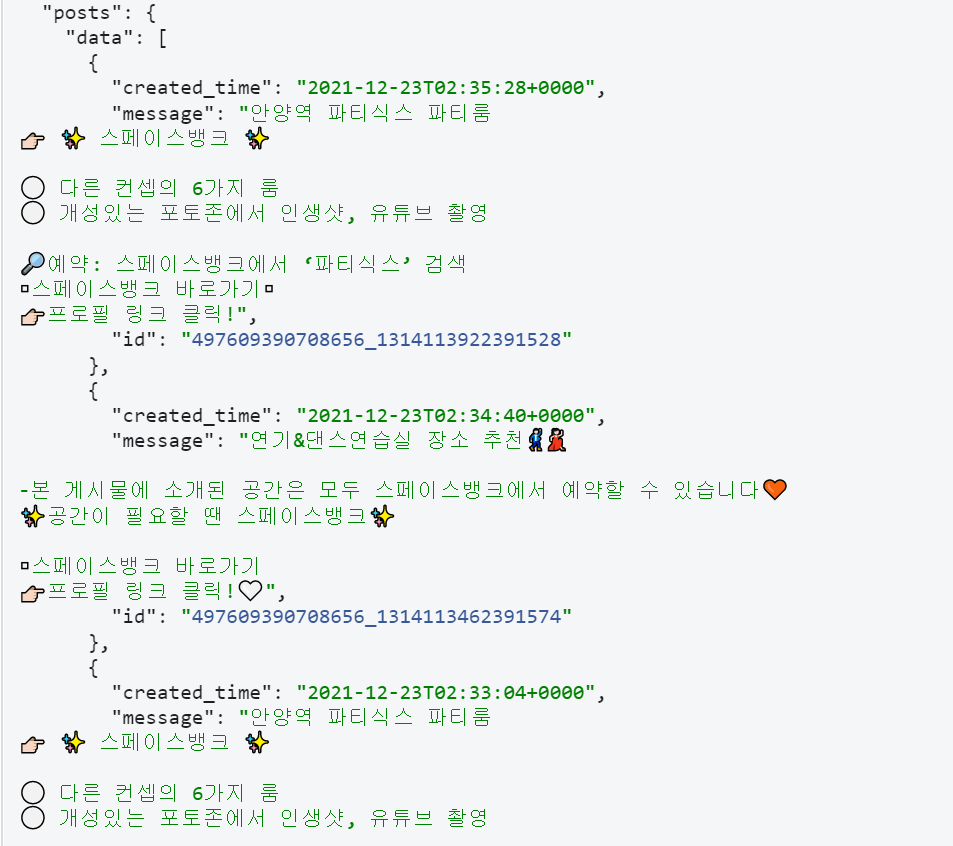 "posts": {
"data": [
{
"created_time": "2021-12-23T02:35:28+0000",
"message": "안양역 파티식스 파티룸
👉🏻 ✨ 스페이스뱅크 ✨
◯ 다른 컨셉의 6가지 룸
◯ 개성있는 포토존에서 인생샷, 유튜브 촬영
🔎예약: 스페이스뱅크에서 ‘파티식스’ 검색
▫스페이스뱅크 바로가기▫
👉🏻프로필 링크 클릭!",
"id": "497609390708656_1314113922391528"
},
{
"created_time": "2021-12-23T02:34:40+0000",
"message": "연기&댄스연습실 장소 추천🕺💃
-본 게시물에 소개된 공간은 모두 스페이스뱅크에서 예약할 수 있습니다🧡
✨공간이 필요할 땐 스페이스뱅크✨
▫스페이스뱅크 바로가기
👉🏻프로필 링크 클릭!🤍",
"id": "497609390708656_1314113462391574"
},
{
"created_time": "2021-12-23T02:33:04+0000",
"message": "안양역 파티식스 파티룸
👉🏻 ✨ 스페이스뱅크 ✨
◯ 다른 컨셉의 6가지 룸
◯ 개성있는 포토존에서 인생샷, 유튜브 촬영